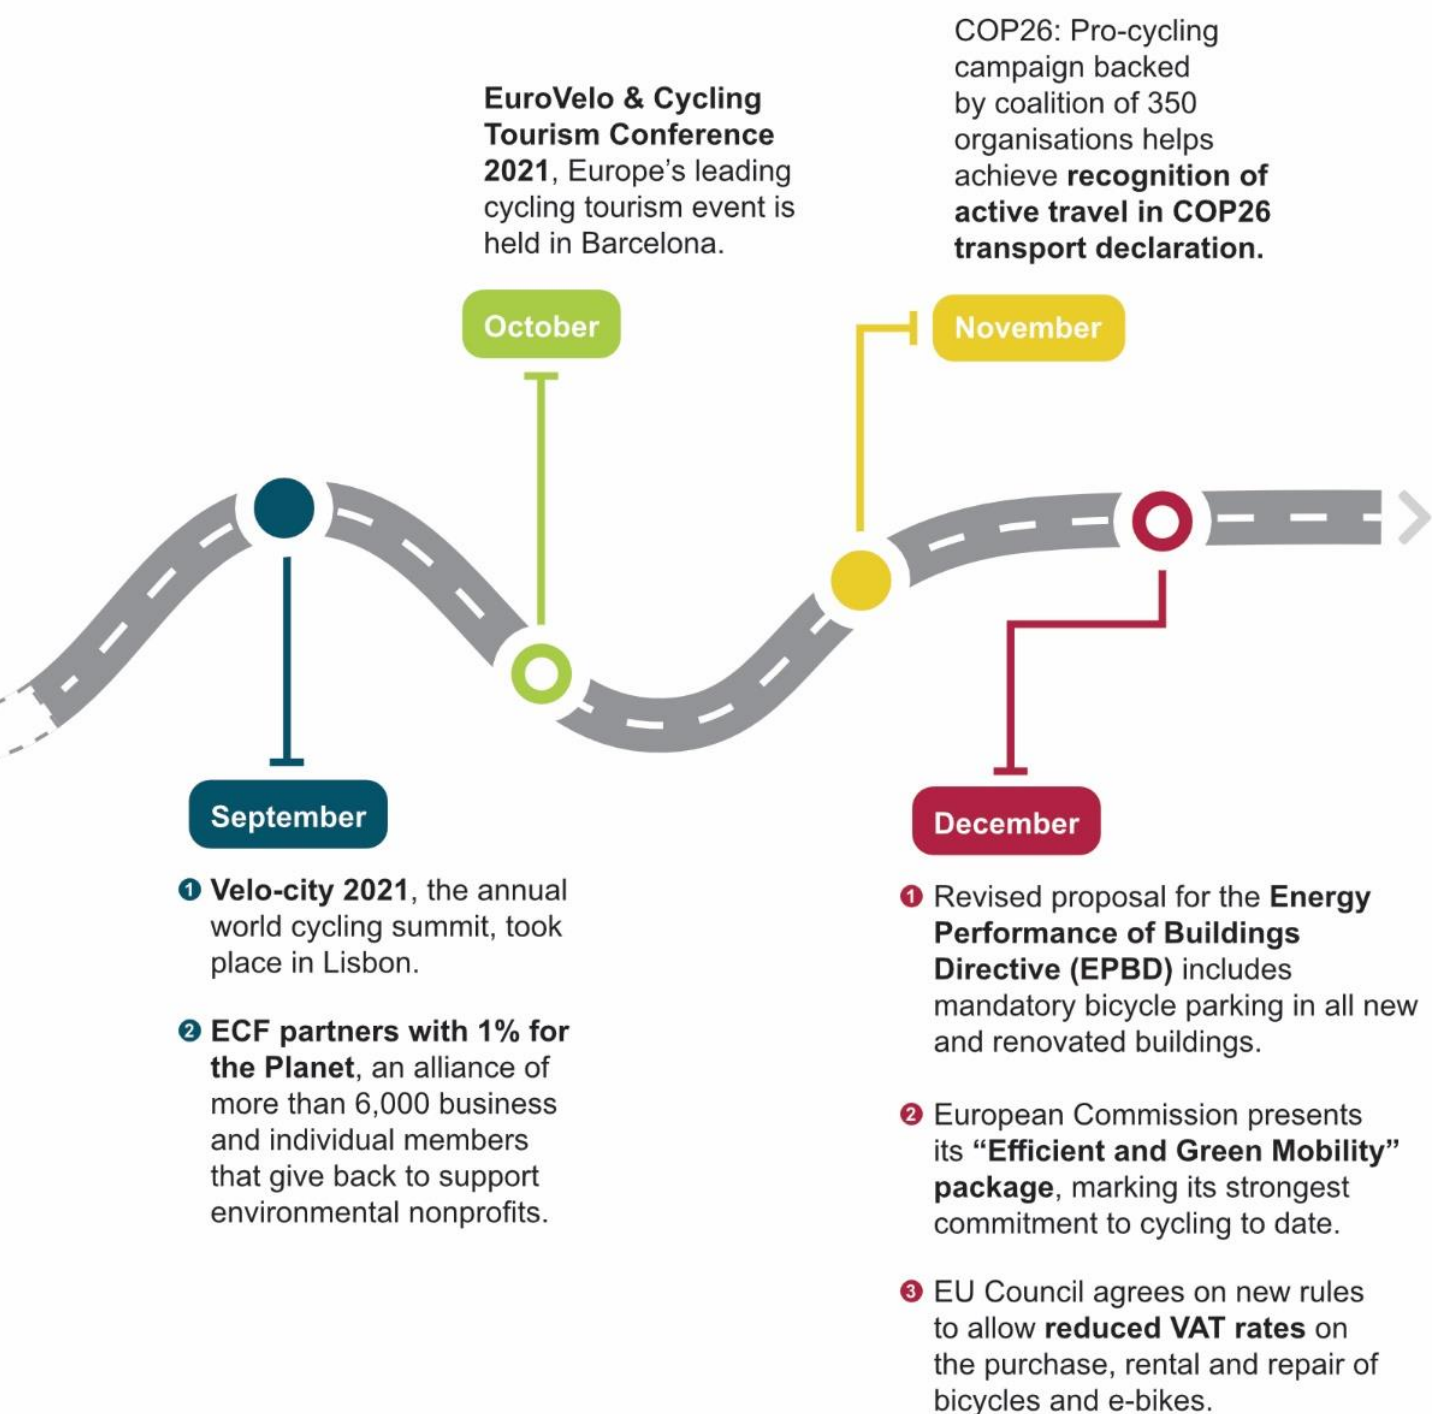 September
❶ Velo-city 2021, the annual
world cycling summit, took
place in Lisbon.
❷ ECF partners with 1% for
the Planet, an alliance of
more than 6,000 business
and individual members
that give back to support
environmental nonprofits.
EuroVelo & Cycling
Tourism Conference
2021, Europe’s leading
cycling tourism event is
held in Barcelona.
October
COP26: Pro-cycling
campaign backed
by coalition of 350
organisations helps
achieve recognition of
active travel in COP26
transport declaration.
November
December
❶ Revised proposal for the Energy
Performance of Buildings
Directive (EPBD) includes
mandatory bicycle parking in all new
and renovated buildings.
❷ European Commission presents
its “Efficient and Green Mobility”
package, marking its strongest
commitment to cycling to date.
❸ EU Council agrees on new rules
to allow reduced VAT rates on
the purchase, rental and repair of
bicycles and e-bikes.